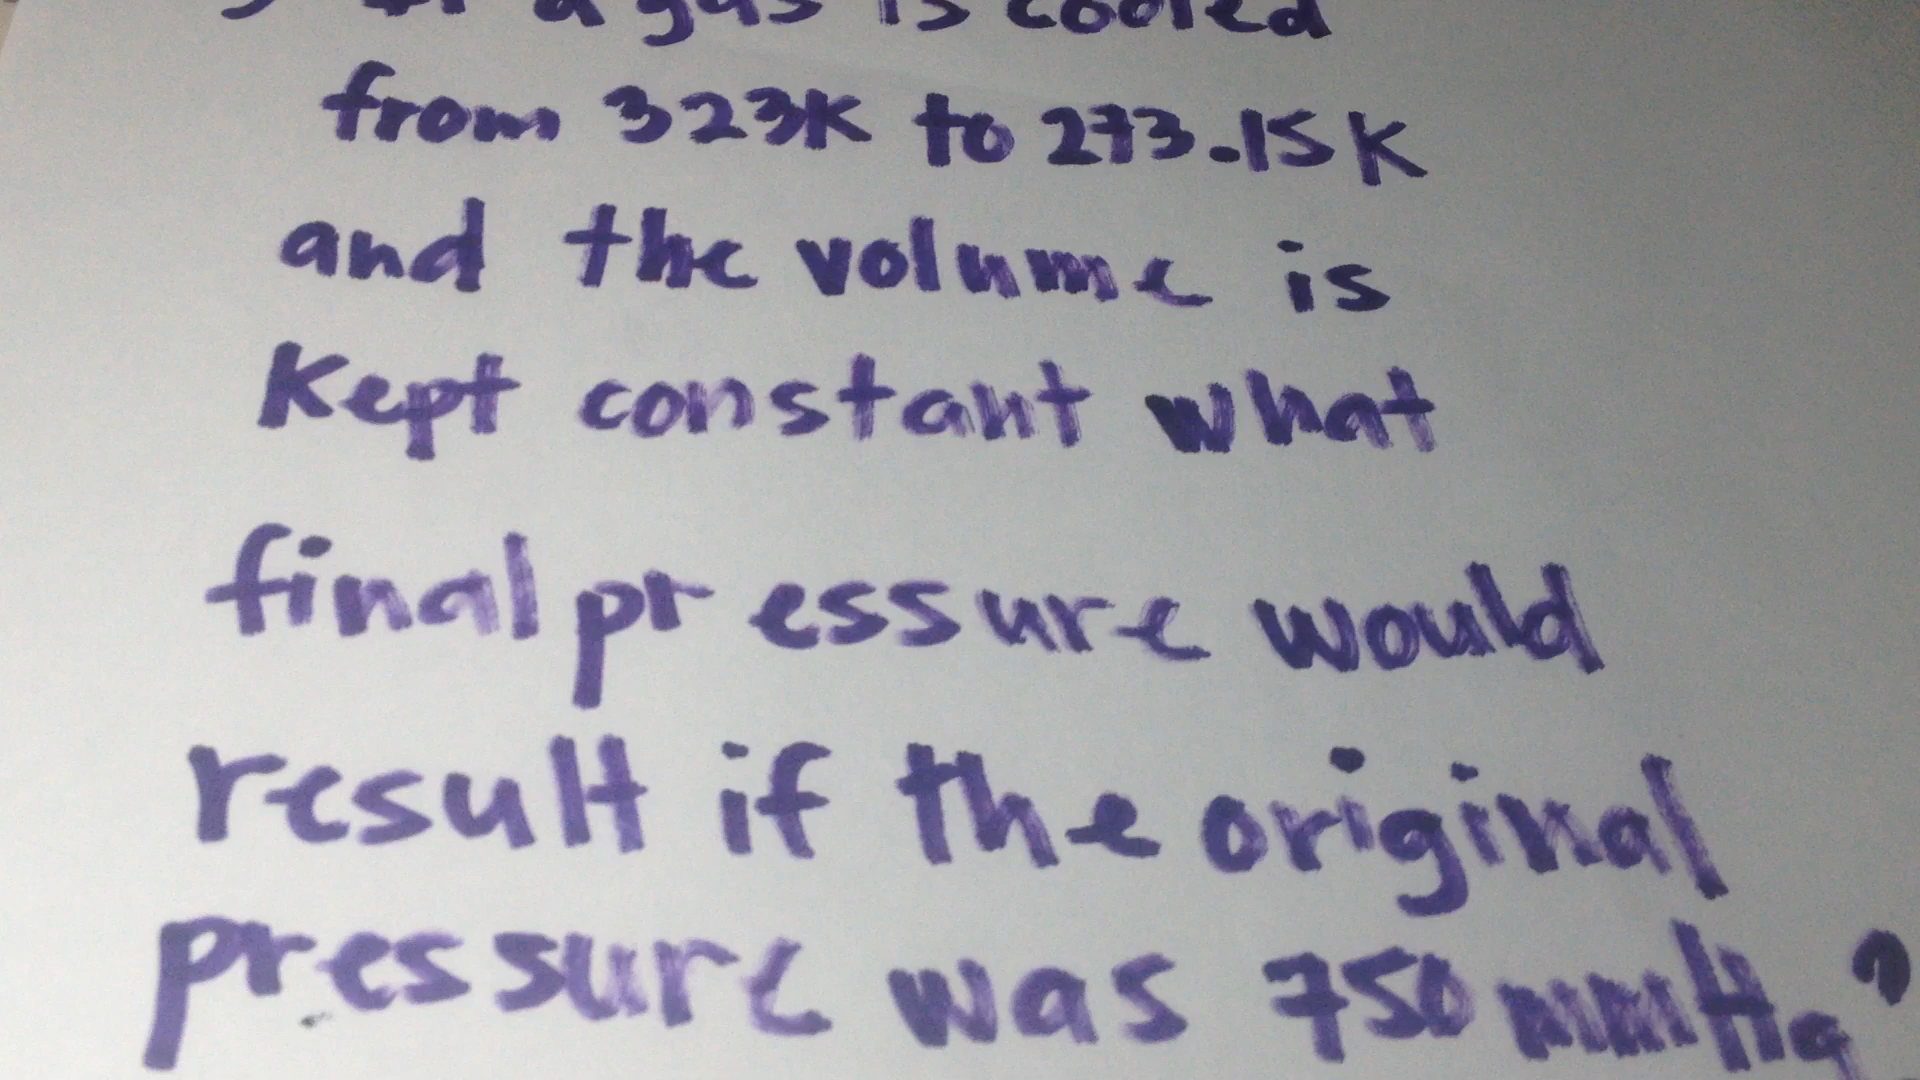 If a gas is cooled
from 323K to 273.15K
and the volume is
Kept constant what
final pressure would
result if the original
pressure was 750 mmHg?